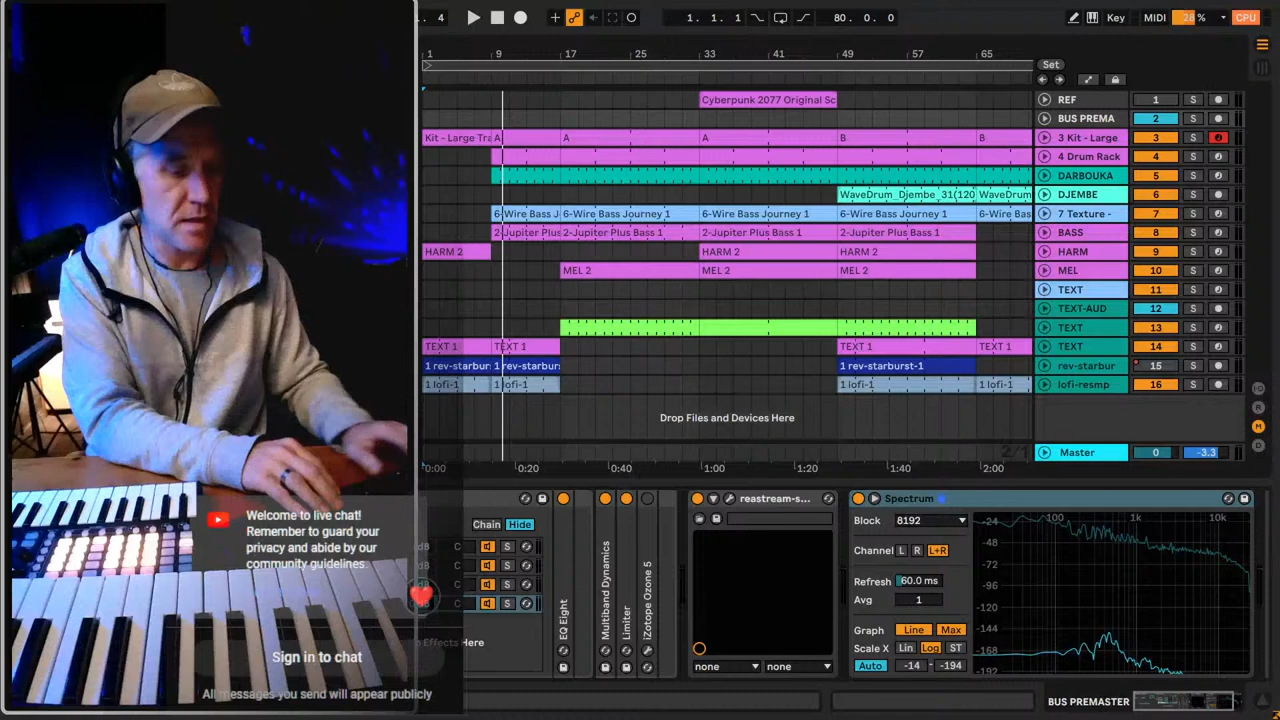 . 4
1. 1. 1
80. 0. 0
Key
MIDI
28 %
CPU
1
9
17
25
33
41
49
57
65
Set
Cyberpunk 2077 Original Sc
REF
1
S
BUS PREMA
2
Kit - Large Tra
A
A
A
B
B
3 Kit - Large
3
S
4 Drum Rack
4
S
DARBOUKA
5
S
WaveDrum_Djembe_31(120
WaveDrum
DJEMBE
6
S
6-Wire Bass J
6-Wire Bass Journey 1
6-Wire Bass Journey 1
6-Wire Bass Journey 1
6-Wire Bas
7 Texture -
7
S
2-Jupiter Plus
2-Jupiter Plus Bass 1
2-Jupiter Plus Bass 1
2-Jupiter Plus Bass 1
BASS
8
S
HARM 2
HARM 2
HARM 2
HARM
9
S
MEL 2
MEL 2
MEL 2
MEL
10
S
TEXT
11
S
TEXT-AUD
12
S
TEXT
13
S
TEXT 1
TEXT 1
TEXT 1
TEXT 1
TEXT
14
S
1 rev-starbur
1 rev-starburs
1 rev-starburst-1
rev-starbur
15
S
1 lofi-1
1 lofi-1
1 lofi-1
1 lofi-1
lofi-resmp
16
S
Drop Files and Devices Here
2/1
Master
0
-3.3
0:00
0:20
0:40
1:00
1:20
1:40
2:00
Chain
Hide
dB
C
S
dB
C
S
dB
C
S
dB
C
S
Effects Here
EQ Eight
Multiband Dynamics
Limiter
iZotope Ozone 5
reastream-s...
none
none
Spectrum
Block
8192
Channel
L
R
L+R
Refresh
60.0 ms
Avg
1
Graph
Line
Max
Scale X
Lin
Log
ST
Auto
-14
-194
100
1k
10k
-24
-48
-72
-96
-120
-144
-168
-192
BUS PREMASTER
Welcome to live chat!
Remember to guard your
privacy and abide by our
community guidelines.
Sign in to chat
All messages you send will appear publicly